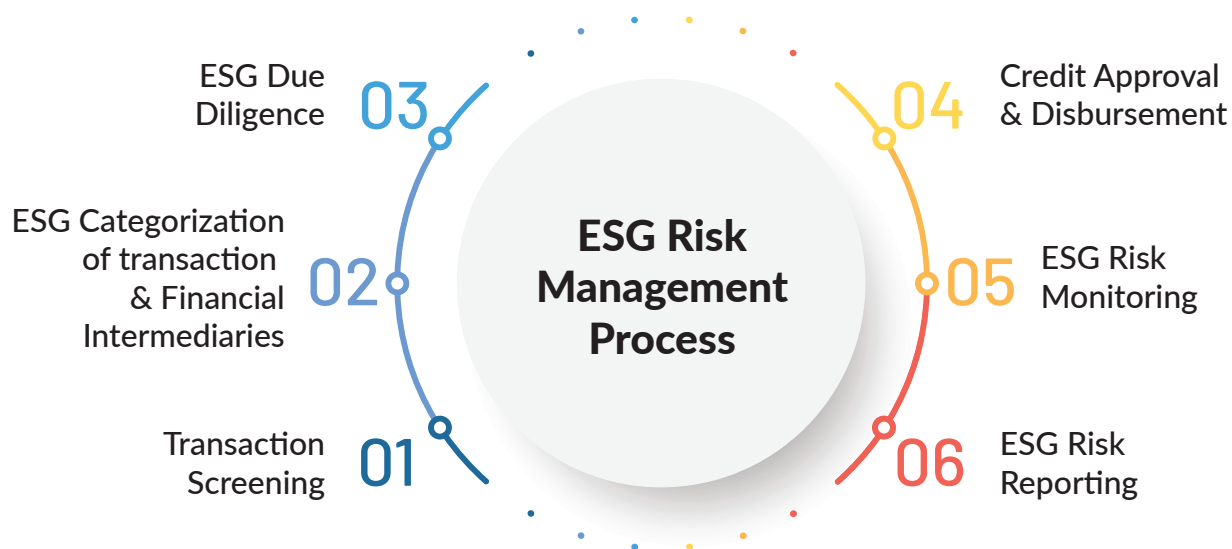 ESG Risk
Management
Process
01
Transaction
Screening
02
ESG Categorization
of transaction
& Financial
Intermediaries
03
ESG Due
Diligence
04
Credit Approval
& Disbursement
05
ESG Risk
Monitoring
06
ESG Risk
Reporting